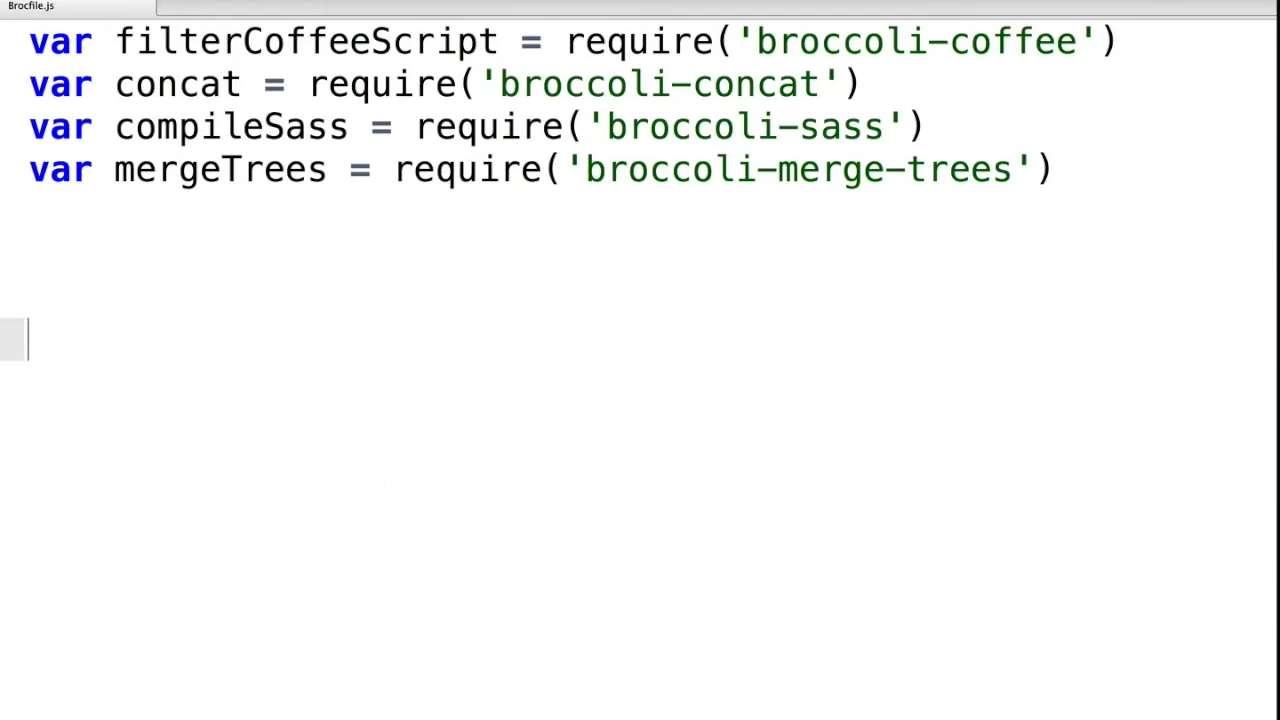 Brocfile.js
var filterCoffeeScript = require('broccoli-coffee')
var concat = require('broccoli-concat')
var compileSass = require('broccoli-sass')
var mergeTrees = require('broccoli-merge-trees')